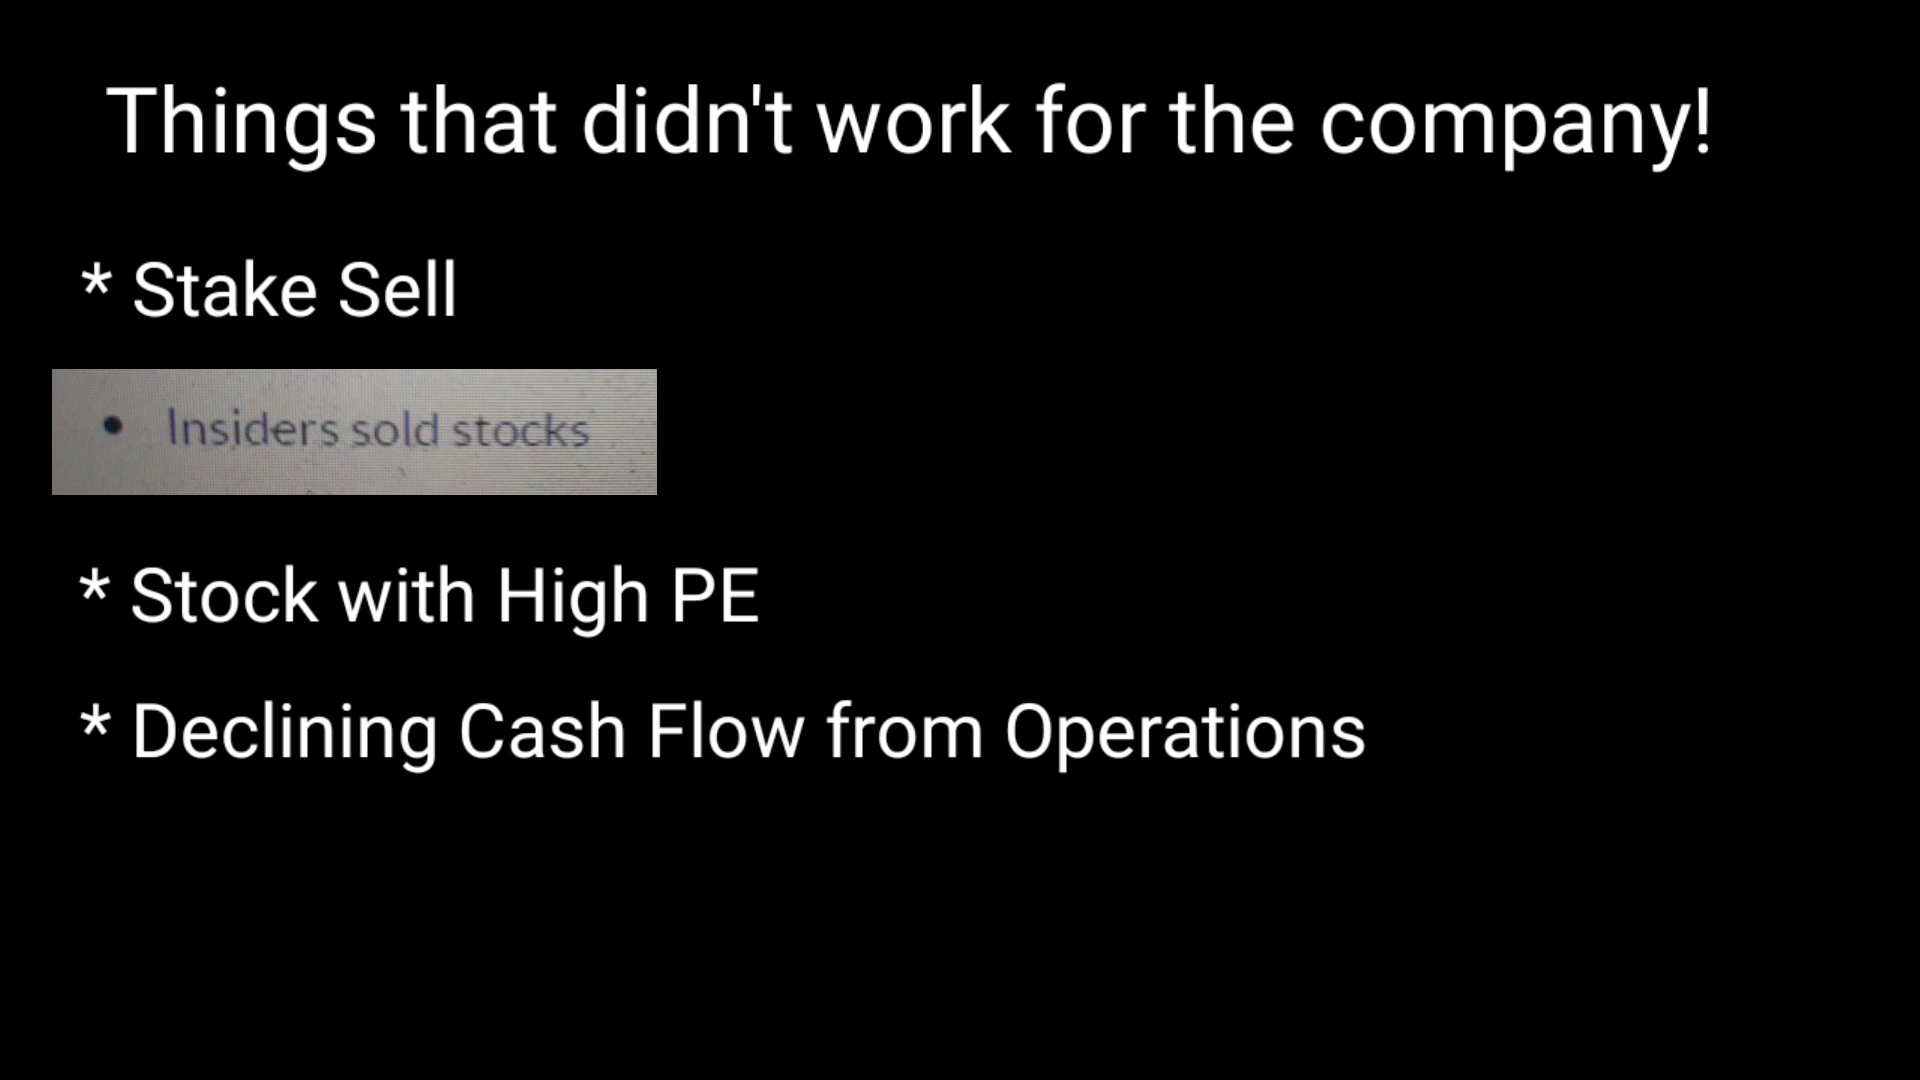 Things that didn't work for the company!
* Stake Sell
• Insiders sold stocks
* Stock with High PE
* Declining Cash Flow from Operations